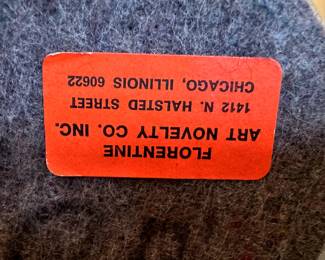 FLORENTINE
ART NOVELTY CO. INC.
1412 N. HALSTED STREET
CHICAGO, ILLINOIS 60622